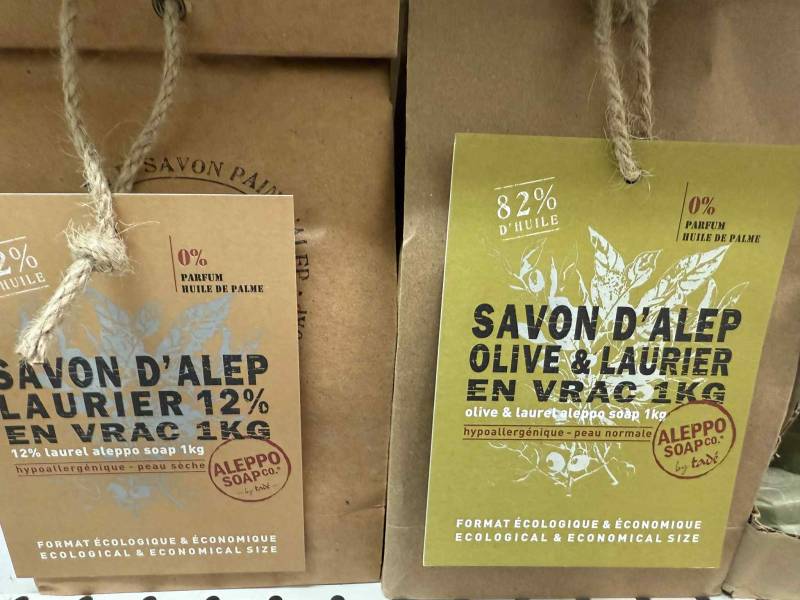 SAVON PAIN
D'ALEP
2%
D'HUILE
0%
PARFUM
HUILE DE PALME
SAVON D'ALEP
LAURIER 12%
EN VRAC 1KG
12% laurel aleppo soap 1kg
hypoallergénique - peau sèche
ALEPPO
SOAP CO.
by tadé
FORMAT ÉCOLOGIQUE & ÉCONOMIQUE
ECOLOGICAL & ECONOMICAL SIZE
82%
D'HUILE
0%
PARFUM
HUILE DE PALME
SAVON D'ALEP
OLIVE & LAURIER
EN VRAC 1KG
olive & laurel aleppo soap 1kg
hypoallergénique - peau normale
ALEPPO
SOAP CO.
by tadé
FORMAT ÉCOLOGIQUE & ÉCONOMIQUE
ECOLOGICAL & ECONOMICAL SIZE